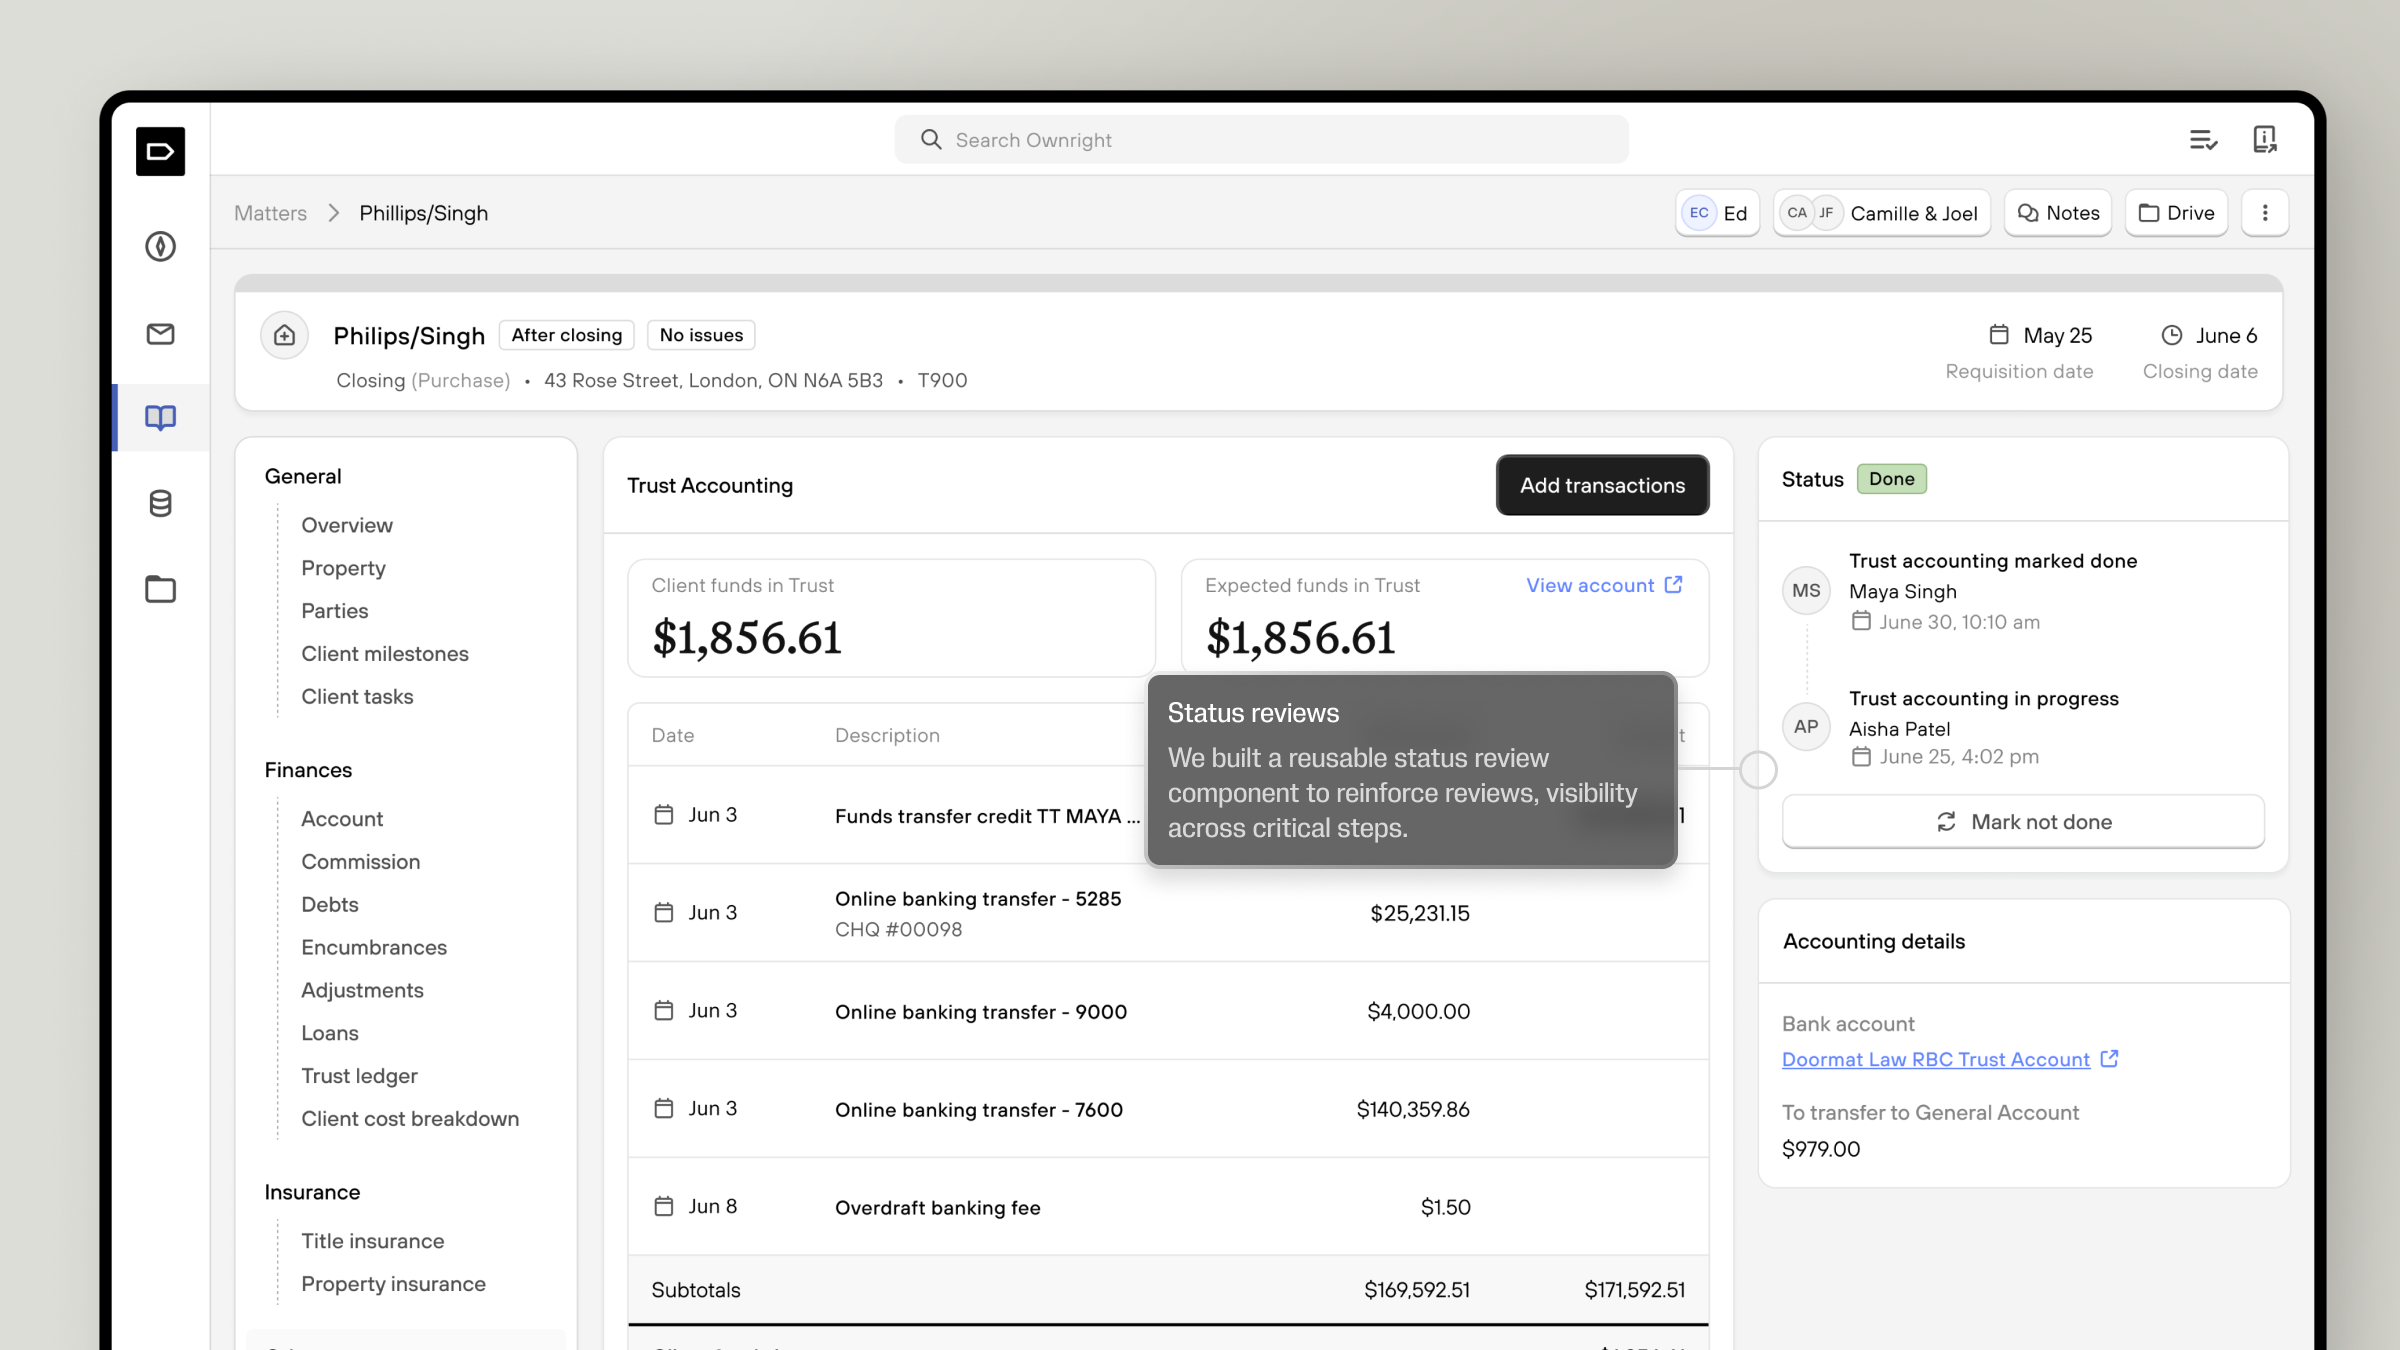 Search Ownright
Matters
Phillips/Singh
EC Ed
CA JF Camille & Joel
Notes
Drive
Philips/Singh
After closing
No issues
Closing (Purchase) • 43 Rose Street, London, ON N6A 5B3 • T900
May 25
Requisition date
June 6
Closing date
General
Overview
Property
Parties
Client milestones
Client tasks
Finances
Account
Commission
Debts
Encumbrances
Adjustments
Loans
Trust ledger
Client cost breakdown
Insurance
Title insurance
Property insurance
Trust Accounting
Add transactions
Client funds in Trust
$1,856.61
Expected funds in Trust
View account
$1,856.61
Date Description
Status reviews
We built a reusable status review
component to reinforce reviews, visibility
across critical steps.
Jun 3 Funds transfer credit TT MAYA ...
Jun 3 Online banking transfer - 5285 $25,231.15
CHQ #00098
Jun 3 Online banking transfer - 9000 $4,000.00
Jun 3 Online banking transfer - 7600 $140,359.86
Jun 8 Overdraft banking fee $1.50
Subtotals $169,592.51 $171,592.51
Status Done
MS
Trust accounting marked done
Maya Singh
June 30, 10:10 am
AP
Trust accounting in progress
Aisha Patel
June 25, 4:02 pm
Mark not done
Accounting details
Bank account
Doormat Law RBC Trust Account
To transfer to General Account
$979.00